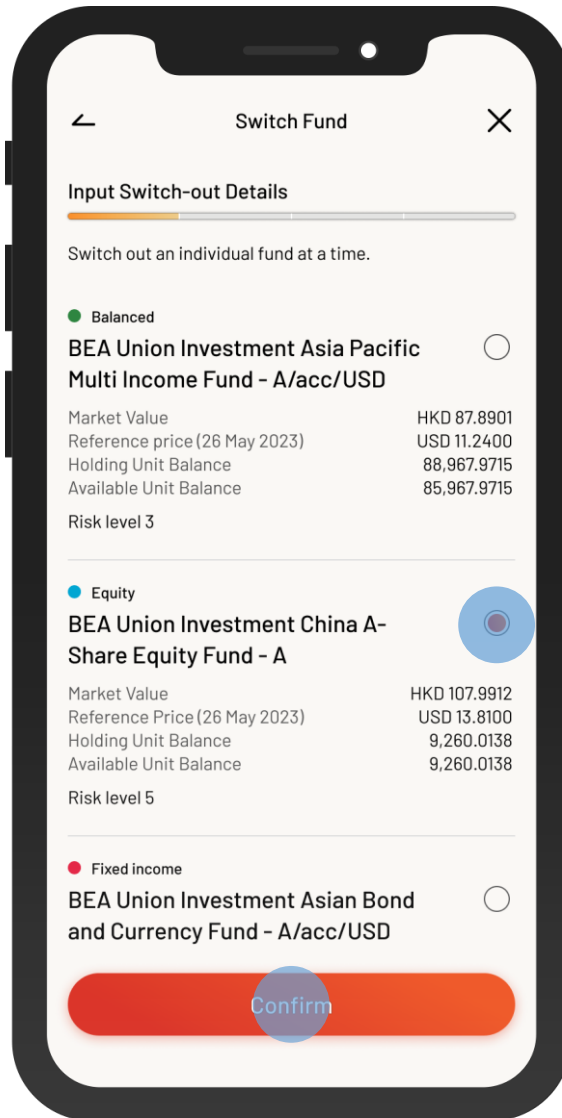 Switch Fund
Input Switch-out Details
Switch out an individual fund at a time.
Balanced
BEA Union Investment Asia Pacific
Multi Income Fund - A/acc/USD
Market Value HKD 87.8901
Reference price (26 May 2023) USD 11.2400
Holding Unit Balance 88,967.9715
Available Unit Balance 85,967.9715
Risk level 3
Equity
BEA Union Investment China A-
Share Equity Fund - A
Market Value HKD 107.9912
Reference Price (26 May 2023) USD 13.8100
Holding Unit Balance 9,260.0138
Available Unit Balance 9,260.0138
Risk level 5
Fixed income
BEA Union Investment Asian Bond
and Currency Fund - A/acc/USD
Confirm